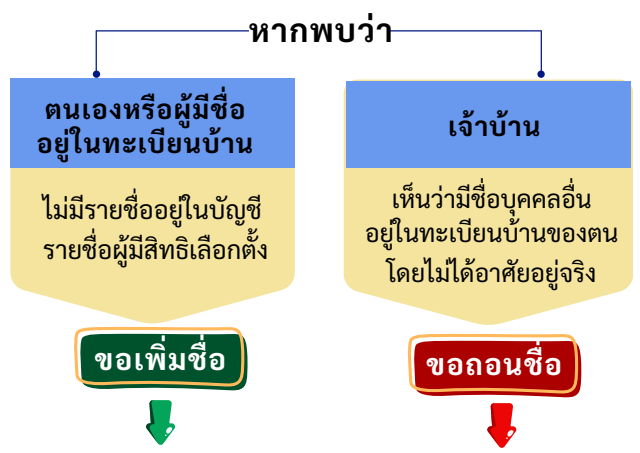 หากพบว่า
ตนเองหรือผู้มีชื่อ
อยู่ในทะเบียนบ้าน
ไม่มีรายชื่ออยู่ในบัญชี
รายชื่อผู้มีสิทธิเลือกตั้ง
ขอเพิ่มชื่อ
เจ้าบ้าน
เห็นว่ามีชื่อบุคคลอื่น
อยู่ในทะเบียนบ้านของตน
โดยไม่ได้อาศัยอยู่จริง
ขอถอนชื่อ